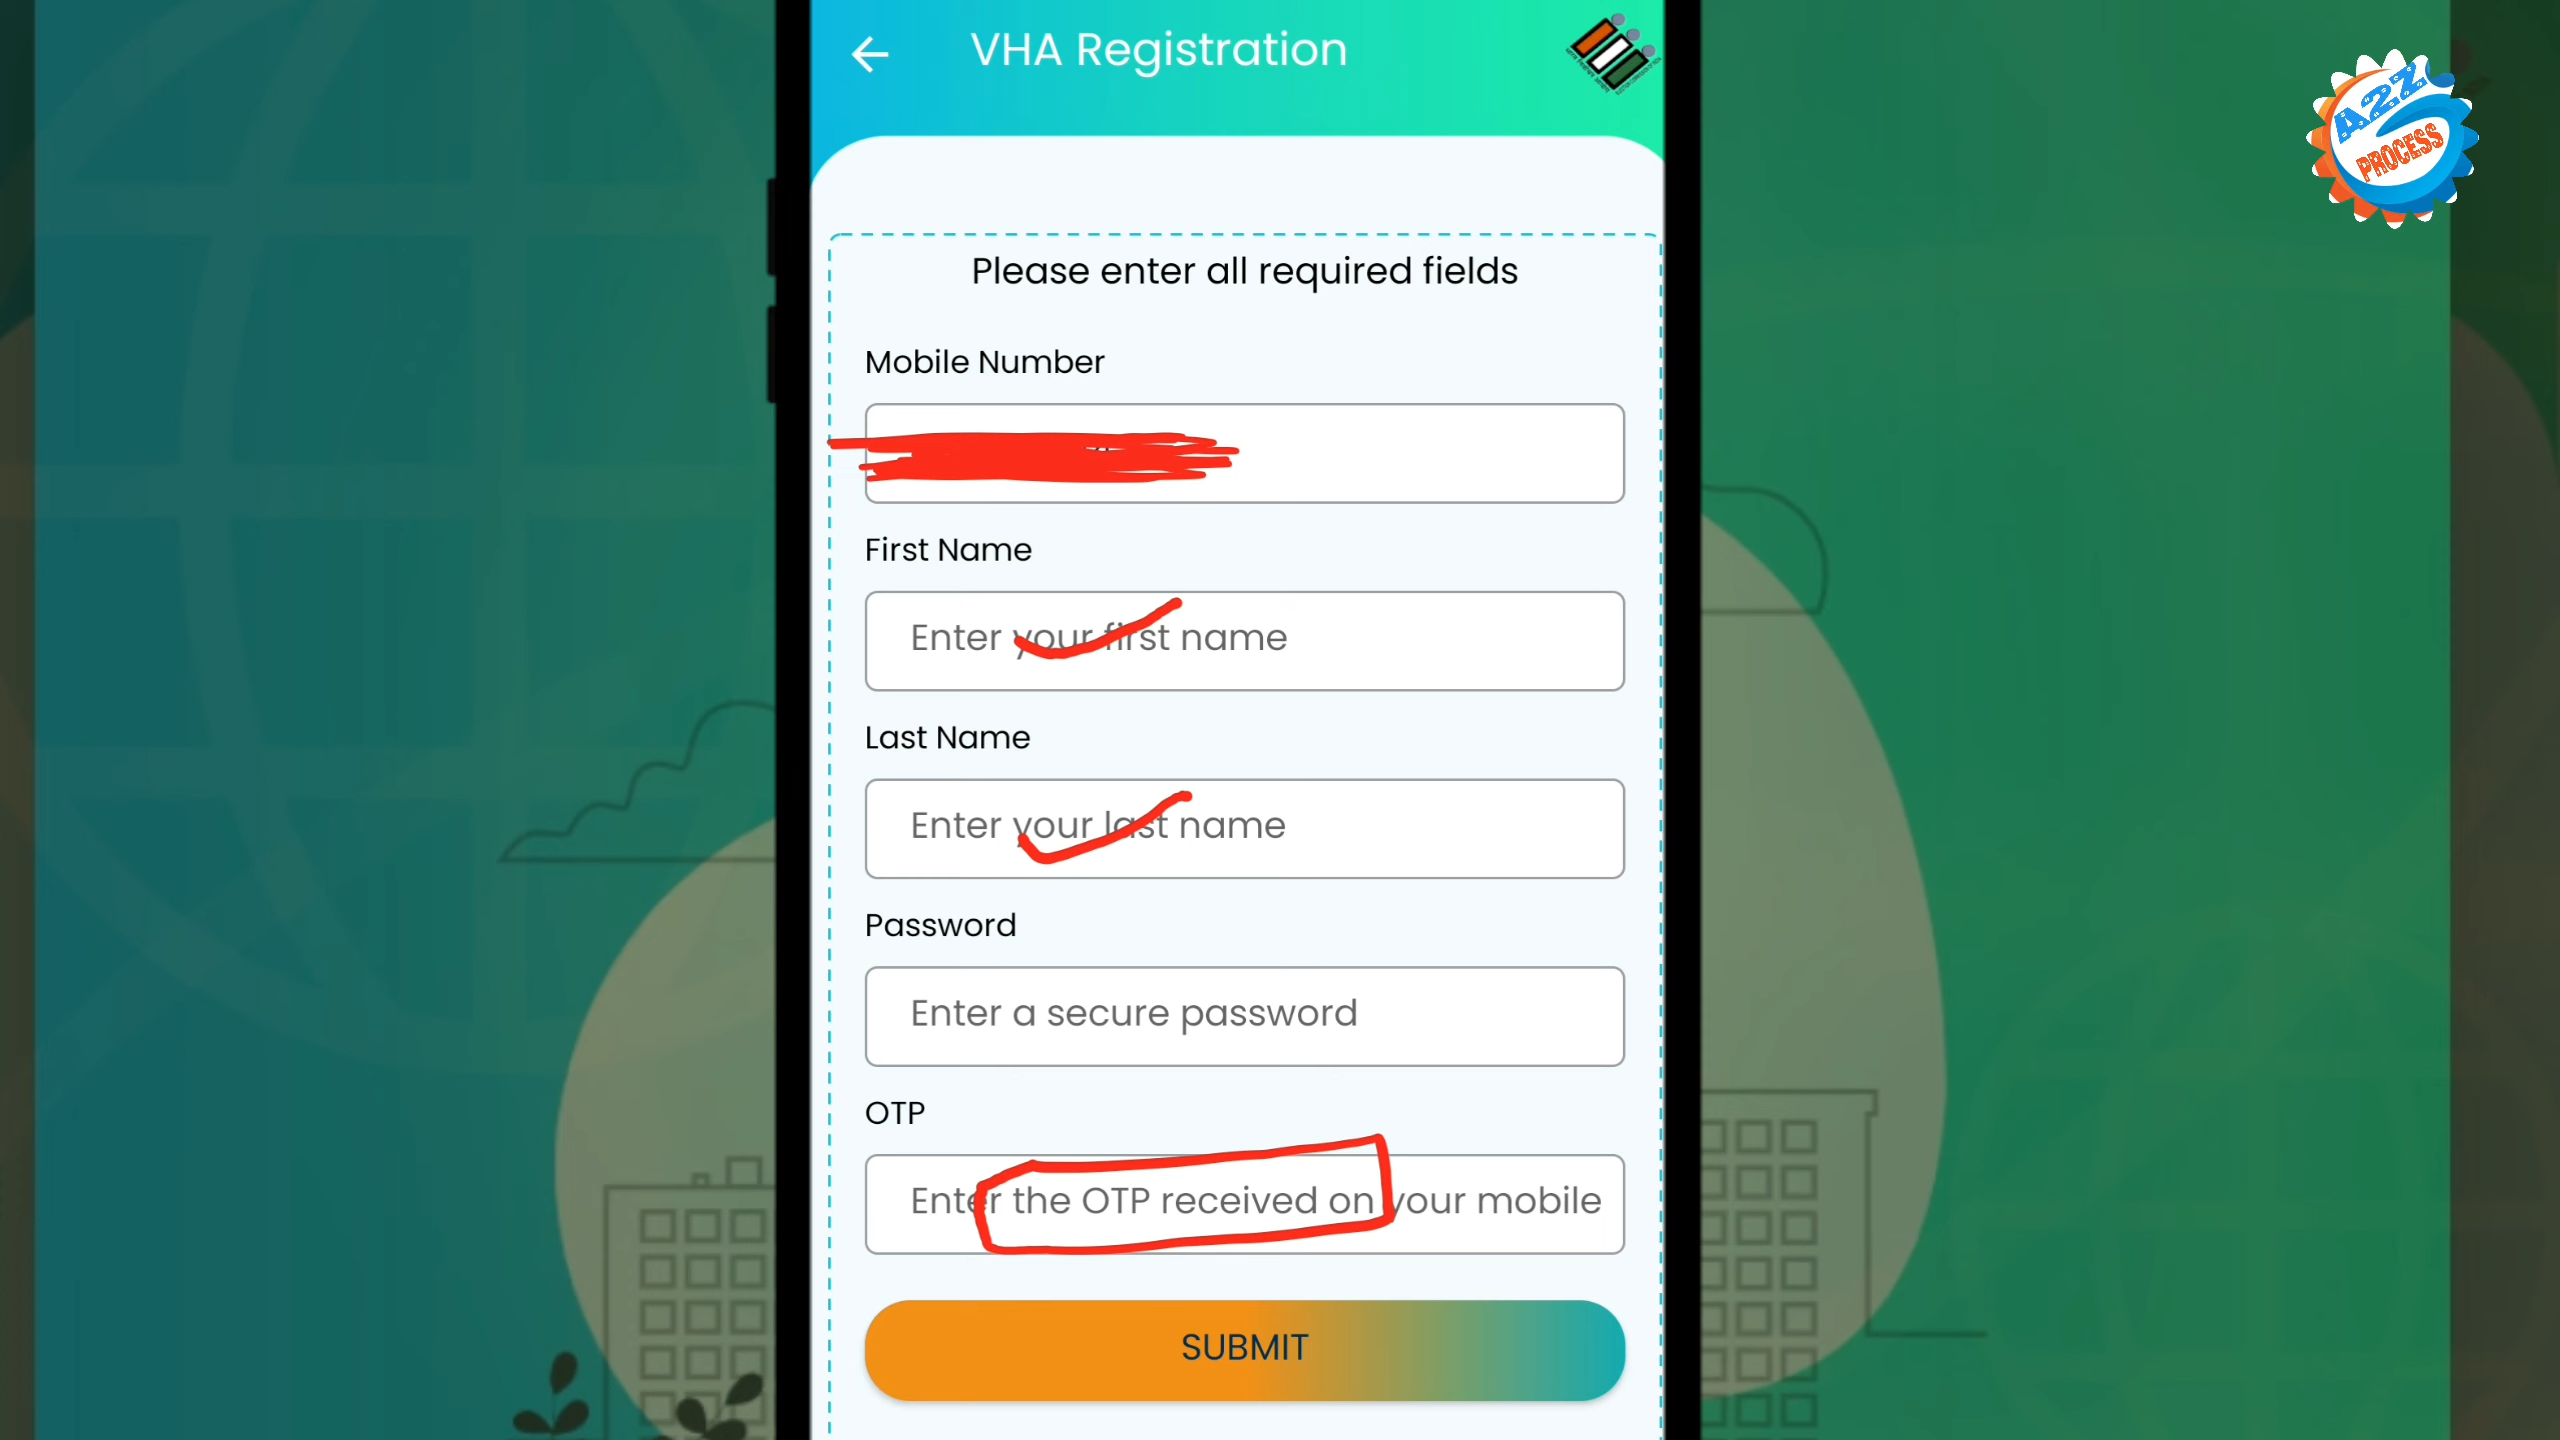 VHA Registration
A2Z
PROCESS
Please enter all required fields
Mobile Number
First Name
Enter your first name
Last Name
Enter your last name
Password
Enter a secure password
OTP
Enter the OTP received on your mobile
SUBMIT